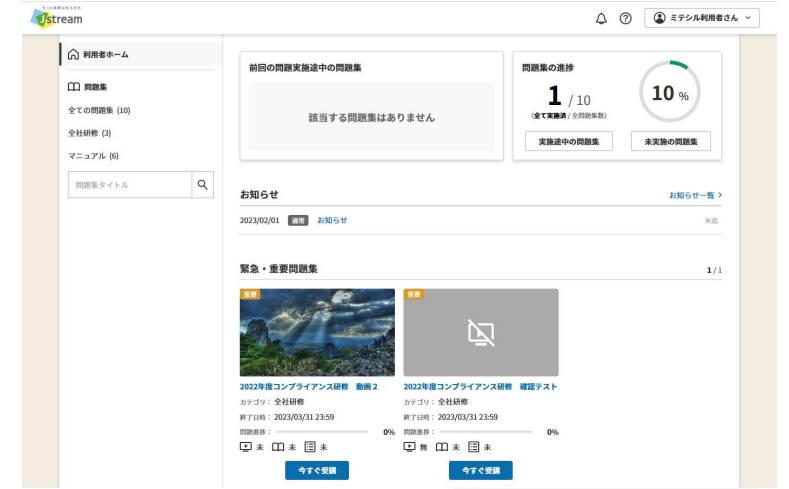 もっと素敵な伝え方を。
Jstream
ミテシル利用者さん
利用者ホーム
問題集
全ての問題集 (10)
全社研修 (3)
マニュアル (6)
問題集タイトル
前回の問題実施途中の問題集
該当する問題集はありません
問題集の進捗
1 / 10
(全て実施済 / 全問題集数)
10 %
実施途中の問題集
未実施の問題集
お知らせ
お知らせ一覧
2023/02/01 通常 お知らせ
未読
緊急・重要問題集
1 / 1
重要
重要
2022年度コンプライアンス研修 動画2
カテゴリ : 全社研修
終了日時 : 2023/03/31 23:59
問題進捗 : 0%
未 未 未
今すぐ受講
2022年度コンプライアンス研修 確認テスト
カテゴリ : 全社研修
終了日時 : 2023/03/31 23:59
問題進捗 : 0%
無 未 未
今すぐ受講